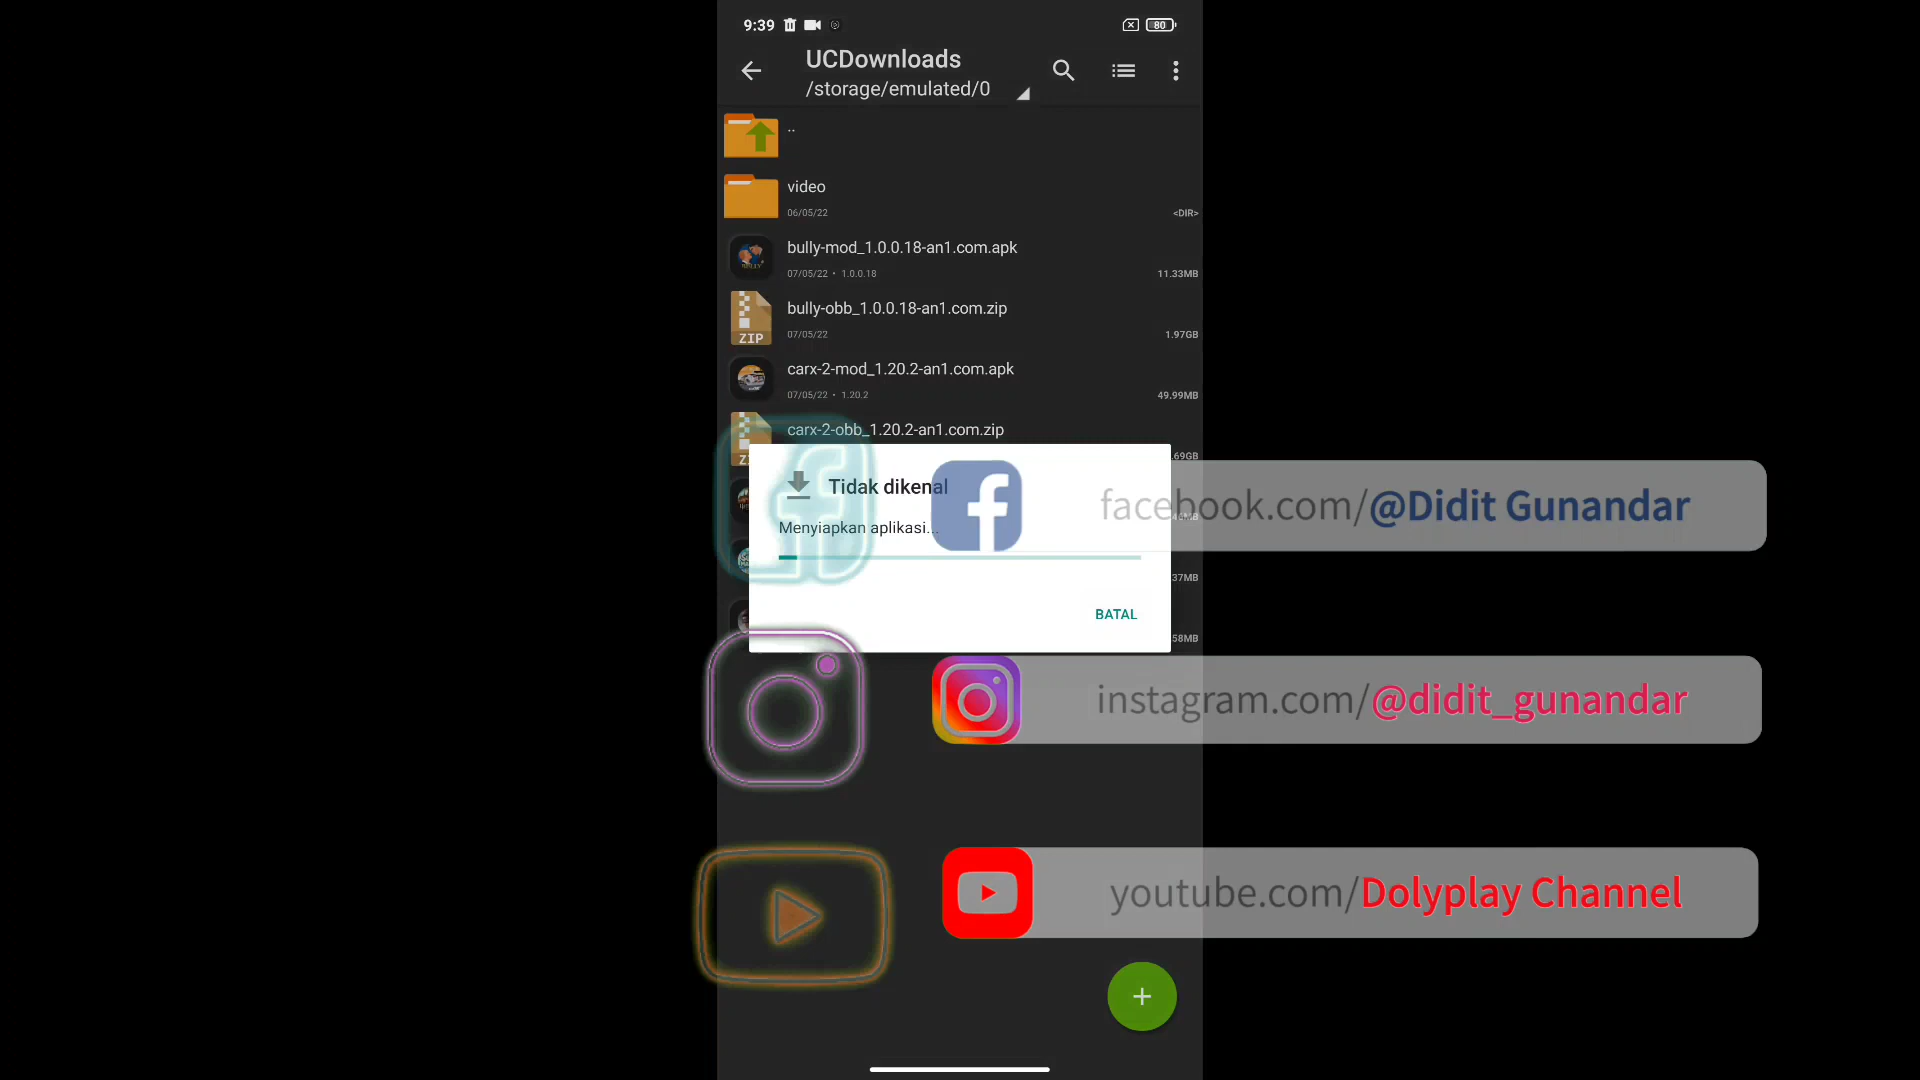 9:39
80
UCDownloads
/storage/emulated/0
..
video
06/05/22
<DIR>
bully-mod_1.0.0.18-an1.com.apk
07/05/22 • 1.0.0.18
11.33MB
bully-obb_1.0.0.18-an1.com.zip
07/05/22
1.97GB
ZIP
carx-2-mod_1.20.2-an1.com.apk
07/05/22 • 1.20.2
49.99MB
carx-2-obb_1.20.2-an1.com.zip
.69GB
Tidak dikenal
Menyiapkan aplikasi...
facebook.com/@Didit Gunandar
37MB
BATAL
58MB
instagram.com/@didit_gunandar
youtube.com/Dolyplay Channel